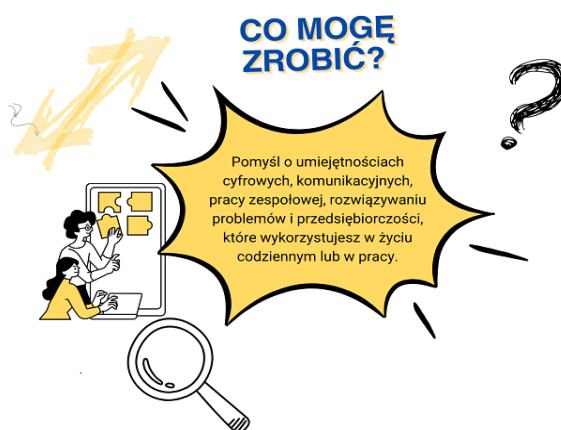 CO MOGĘ
ZROBIĆ?
Pomyśl o umiejętnościach
cyfrowych, komunikacyjnych,
pracy zespołowej, rozwiązywaniu
problemów i przedsiębiorczości,
które wykorzystujesz w życiu
codziennym lub w pracy.